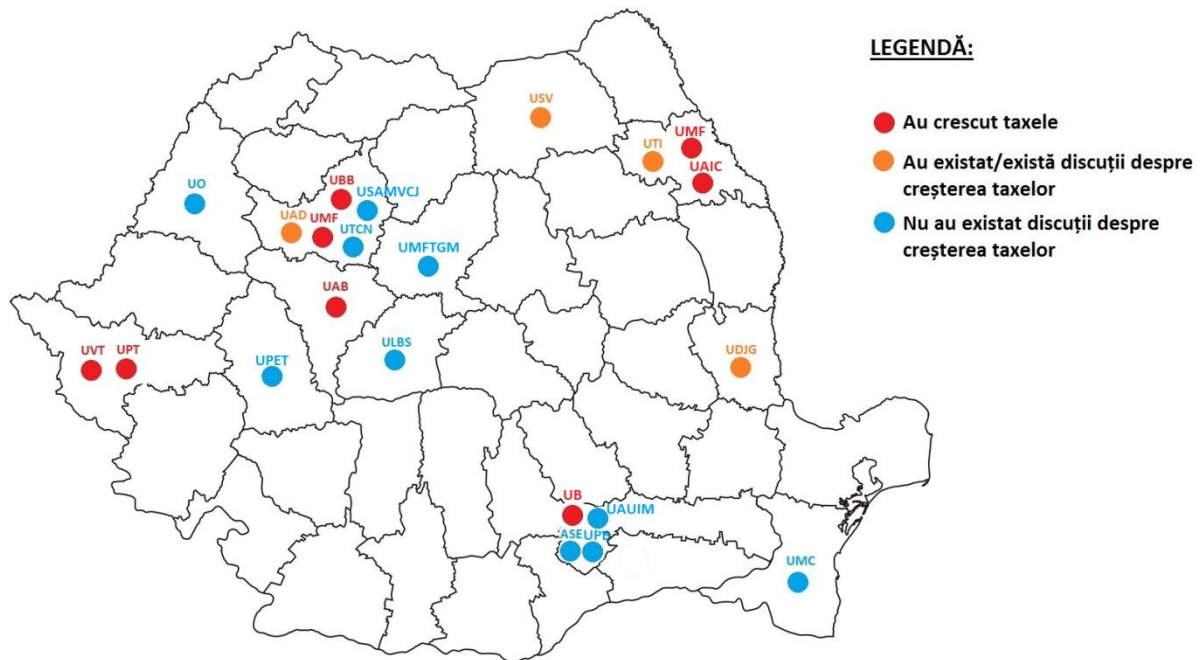 LEGENDĂ:
Au crescut taxele
Au existat/există discuții despre
creșterea taxelor
Nu au existat discuții despre
creșterea taxelor
USV
UMF
UTI
UAIC
UO
UBB
USAMVCJ
UAD
UMF
UTCN
UMFTGM
UAB
UVT
UPT
UPET
ULBS
UDJG
UB
UAUIM
ASE
UPB
UMC